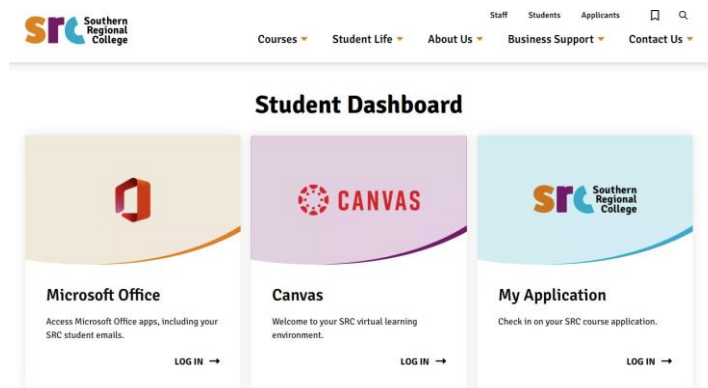 Staff Students Applicants
src Southern
Regional
College
Courses Student Life About Us Business Support Contact Us
Student Dashboard
CANVAS
src Southern
Regional
College
Microsoft Office
Access Microsoft Office apps, including your
SRC student emails.
LOG IN →
Canvas
Welcome to your SRC virtual learning
environment.
LOG IN →
My Application
Check in on your SRC course application.
LOG IN →